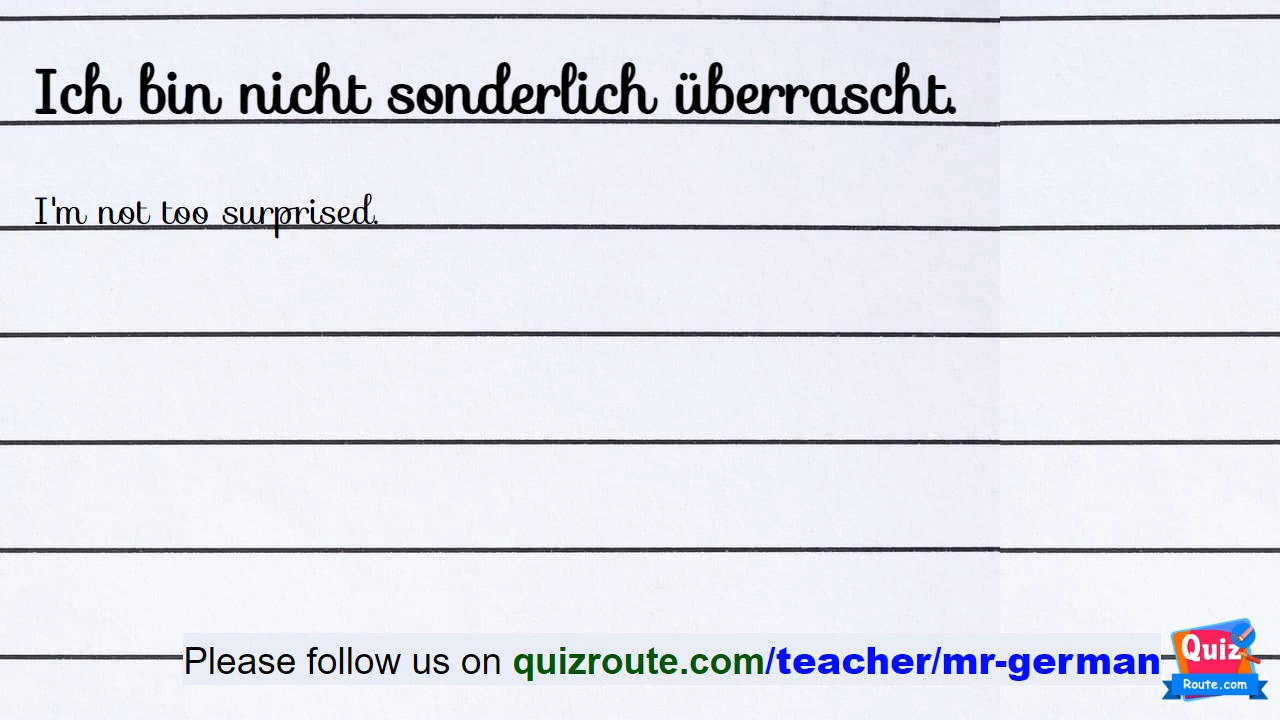 Ich bin nicht sonderlich überrascht.
I'm not too surprised.
Please follow us on quizroute.com/teacher/mr-german
Quiz
Route.com